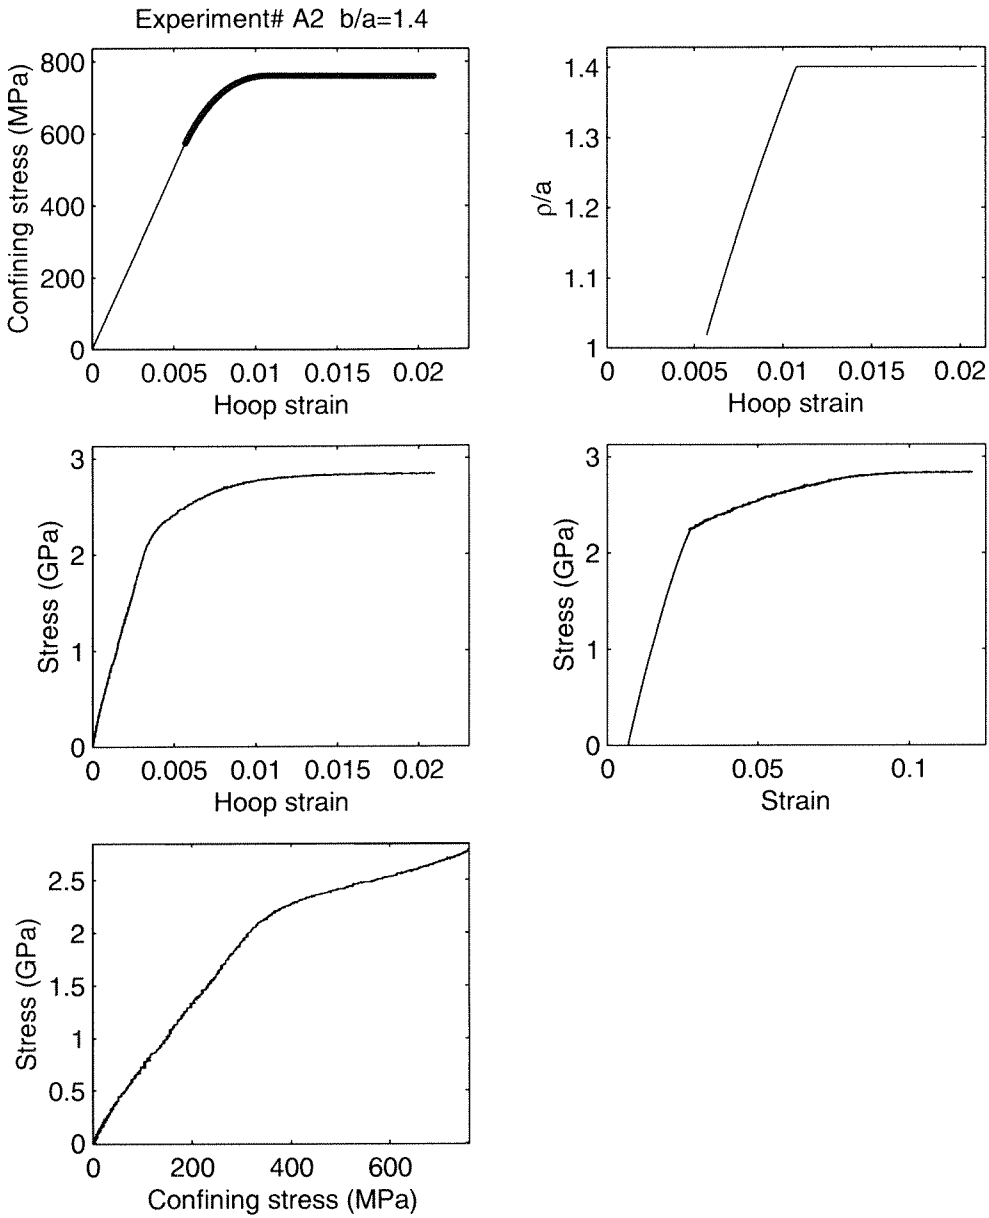 Experiment# A2 b/a=1.4
Confining stress (MPa)
800
600
400
200
0
0 0.005 0.01 0.015 0.02
Hoop strain
ρ/a
1.4
1.3
1.2
1.1
1
0 0.005 0.01 0.015 0.02
Hoop strain
Stress (GPa)
3
2
1
0
0 0.005 0.01 0.015 0.02
Hoop strain
Stress (GPa)
3
2
1
0
0 0.05 0.1
Strain
Stress (GPa)
2.5
2
1.5
1
0.5
0
0 200 400 600
Confining stress (MPa)